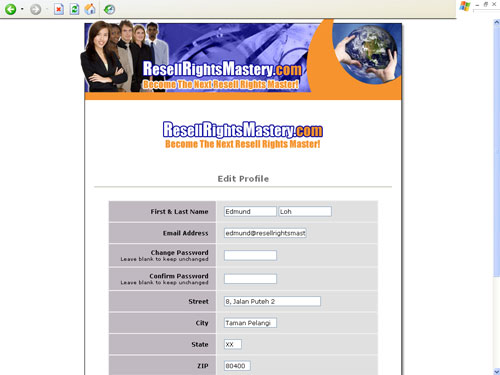 ResellRightsMastery.com
Become The Next Resell Rights Master!
ResellRightsMastery.com
Become The Next Resell Rights Master!
Edit Profile
First & Last Name Edmund Loh
Email Address edmund@resellrightsmast
Change Password
Leave blank to keep unchanged
Confirm Password
Leave blank to keep unchanged
Street 8, Jalan Puteh 2
City Taman Pelangi
State XX
ZIP 80400